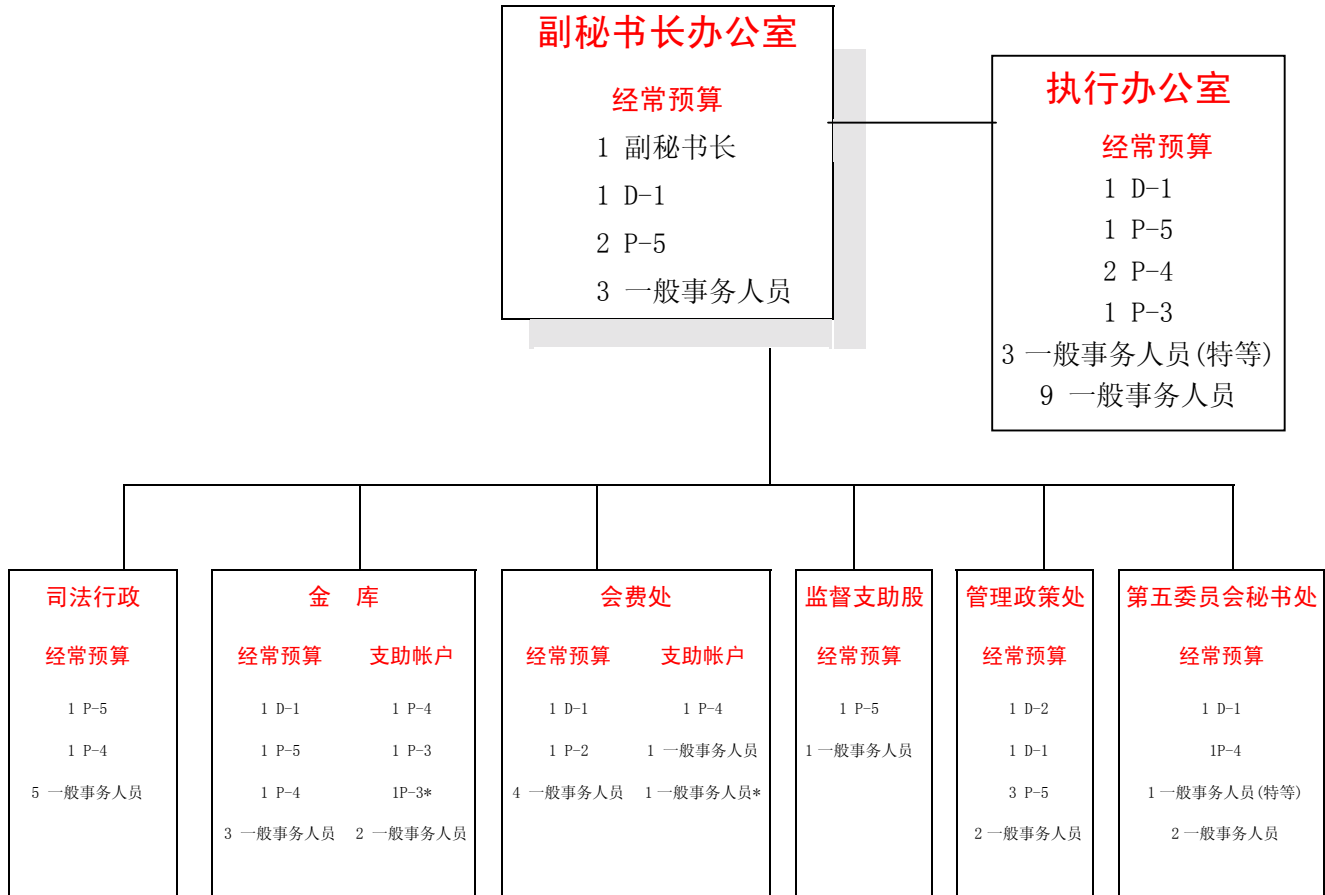 副秘书长办公室
经常预算
1 副秘书长
1 D-1
2 P-5
3 一般事务人员
执行办公室
经常预算
1 D-1
1 P-5
2 P-4
1 P-3
3 一般事务人员(特等)
9 一般事务人员
司法行政
经常预算
1 P-5
1 P-4
5 一般事务人员
金 库
经常预算 支助帐户
1 D-1 1 P-4
1 P-5 1 P-3
1 P-4 1P-3*
3 一般事务人员 2 一般事务人员
会费处
经常预算 支助帐户
1 D-1 1 P-4
1 P-2 1 一般事务人员
4 一般事务人员 1一般事务人员*
监督支助股
经常预算
1 P-5
1一般事务人员
管理政策处
经常预算
1 D-2
1 D-1
3 P-5
2一般事务人员
第五委员会秘书处
经常预算
1 D-1
1P-4
1一般事务人员(特等)
2一般事务人员